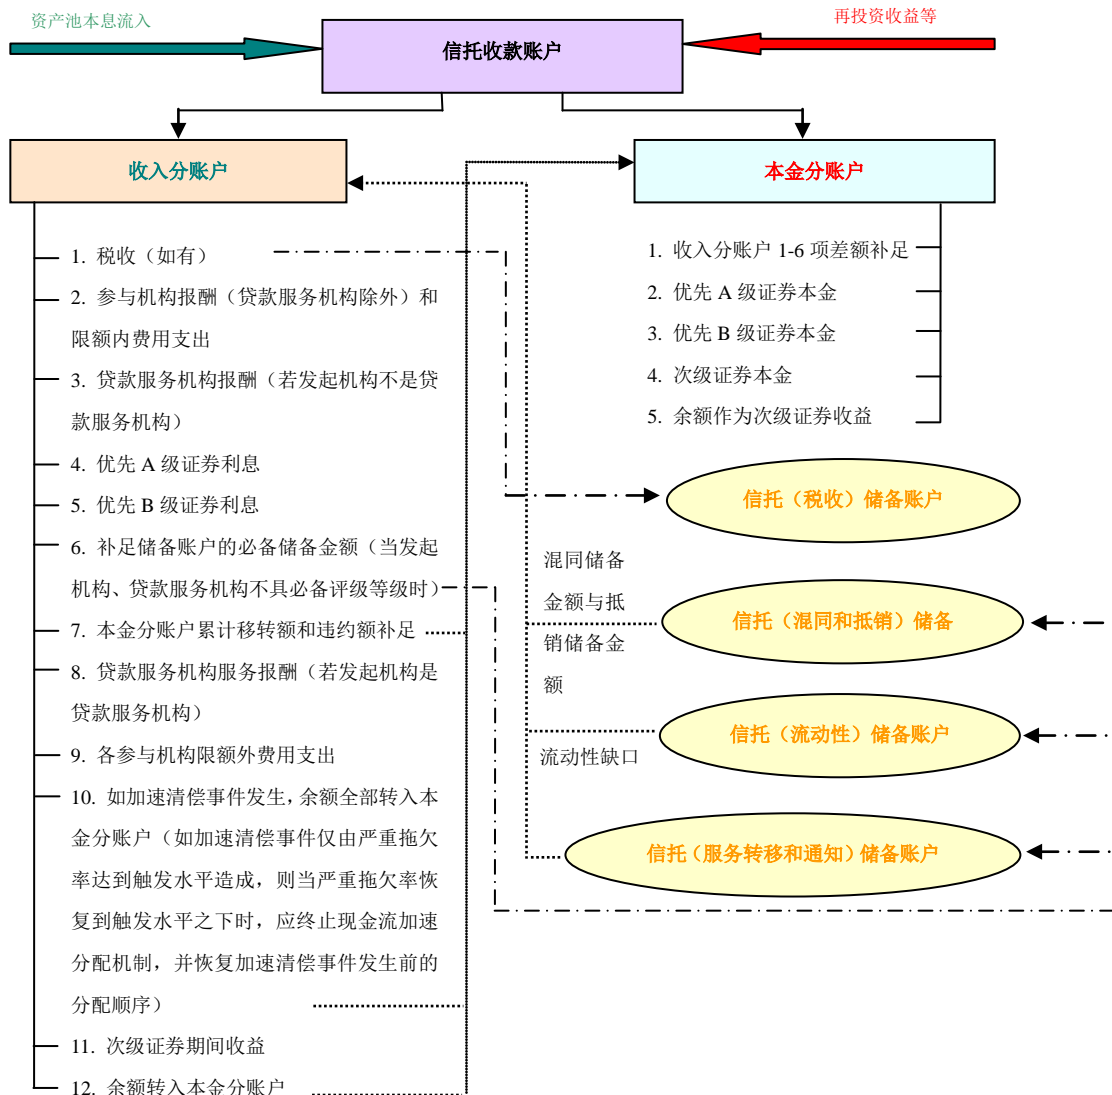 资产池本息流入
再投资收益等
信托收款账户
收入分账户
本金分账户
1. 税收（如有）
2. 参与机构报酬（贷款服务机构除外）和
限额内费用支出
3. 贷款服务机构报酬（若发起机构不是贷
款服务机构）
4. 优先 A 级证券利息
5. 优先 B 级证券利息
6. 补足储备账户的必备储备金额（当发起
机构、贷款服务机构不具必备评级等级时）
7. 本金分账户累计移转额和违约额补足
8. 贷款服务机构服务报酬（若发起机构是
贷款服务机构）
9. 各参与机构限额外费用支出
10. 如加速清偿事件发生，余额全部转入本
金分账户（如加速清偿事件仅由严重拖欠
率达到触发水平造成，则当严重拖欠率恢
复到触发水平之下时，应终止现金流加速
分配机制，并恢复加速清偿事件发生前的
分配顺序）
11. 次级证券期间收益
12. 余额转入本金分账户
1. 收入分账户 1-6 项差额补足
2. 优先 A 级证券本金
3. 优先 B 级证券本金
4. 次级证券本金
5. 余额作为次级证券收益
信托（税收）储备账户
混同储备
金额与抵
销储备金
额
信托（混同和抵销）储备
信托（流动性）储备账户
流动性缺口
信托（服务转移和通知）储备账户